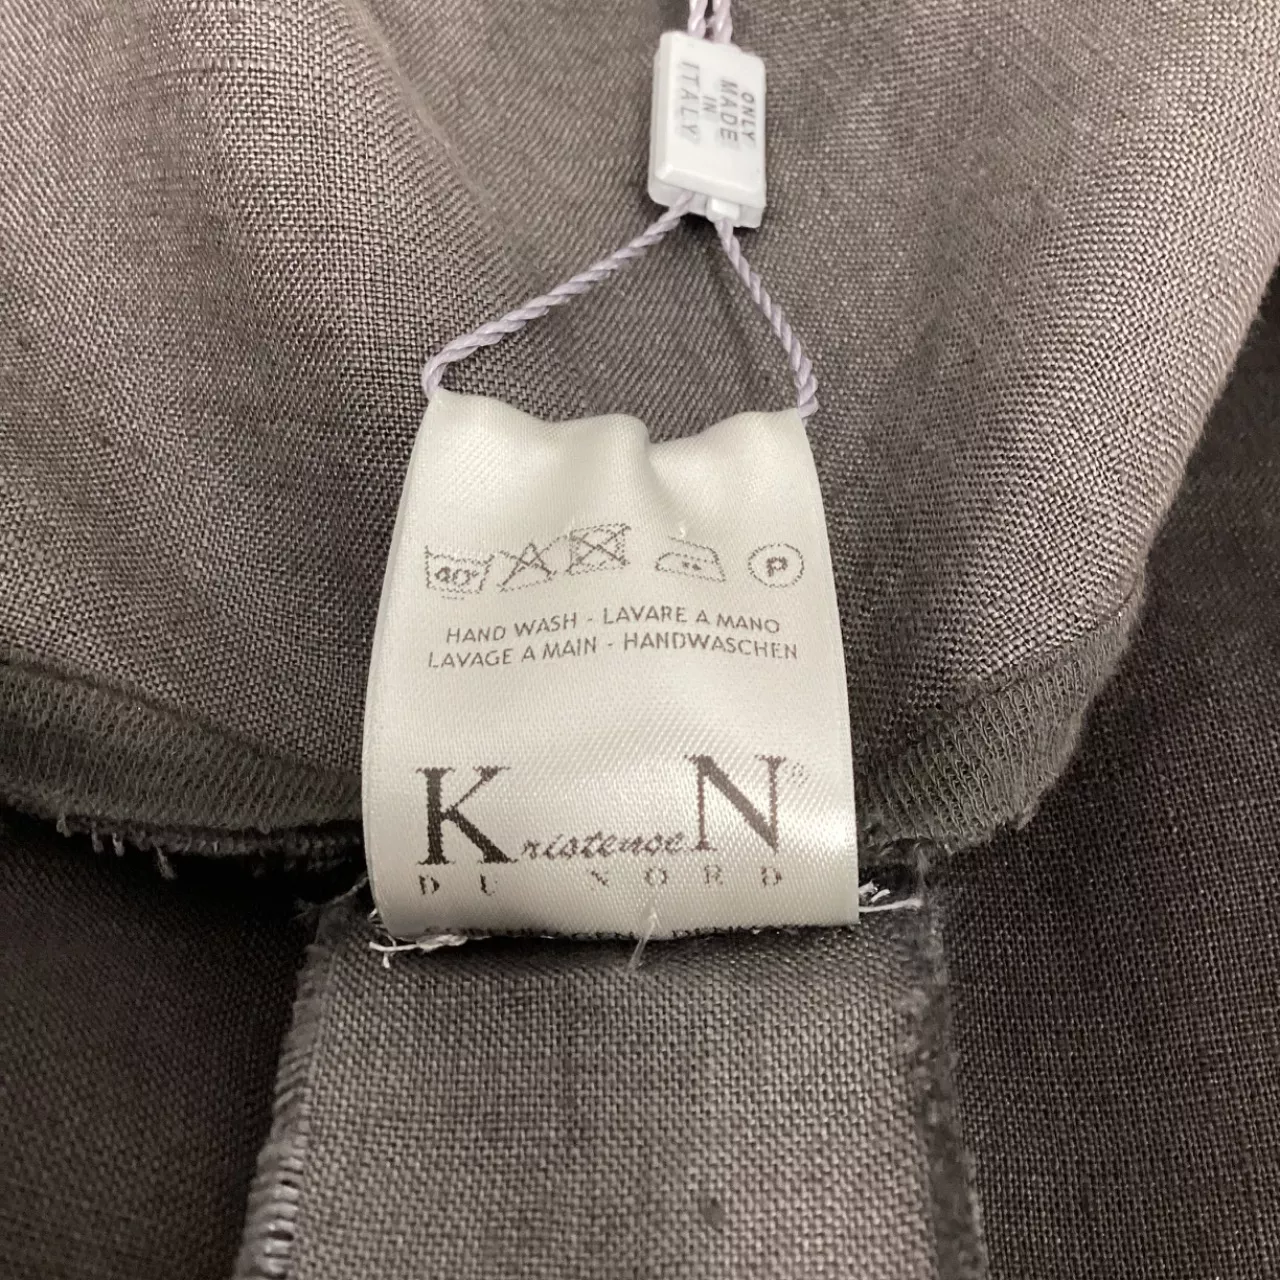 ONLY
MADE
IN
ITALY
40°
P
HAND WASH - LAVARE A MANO
LAVAGE A MAIN - HANDWASCHEN
KristenseN®
DU NORD